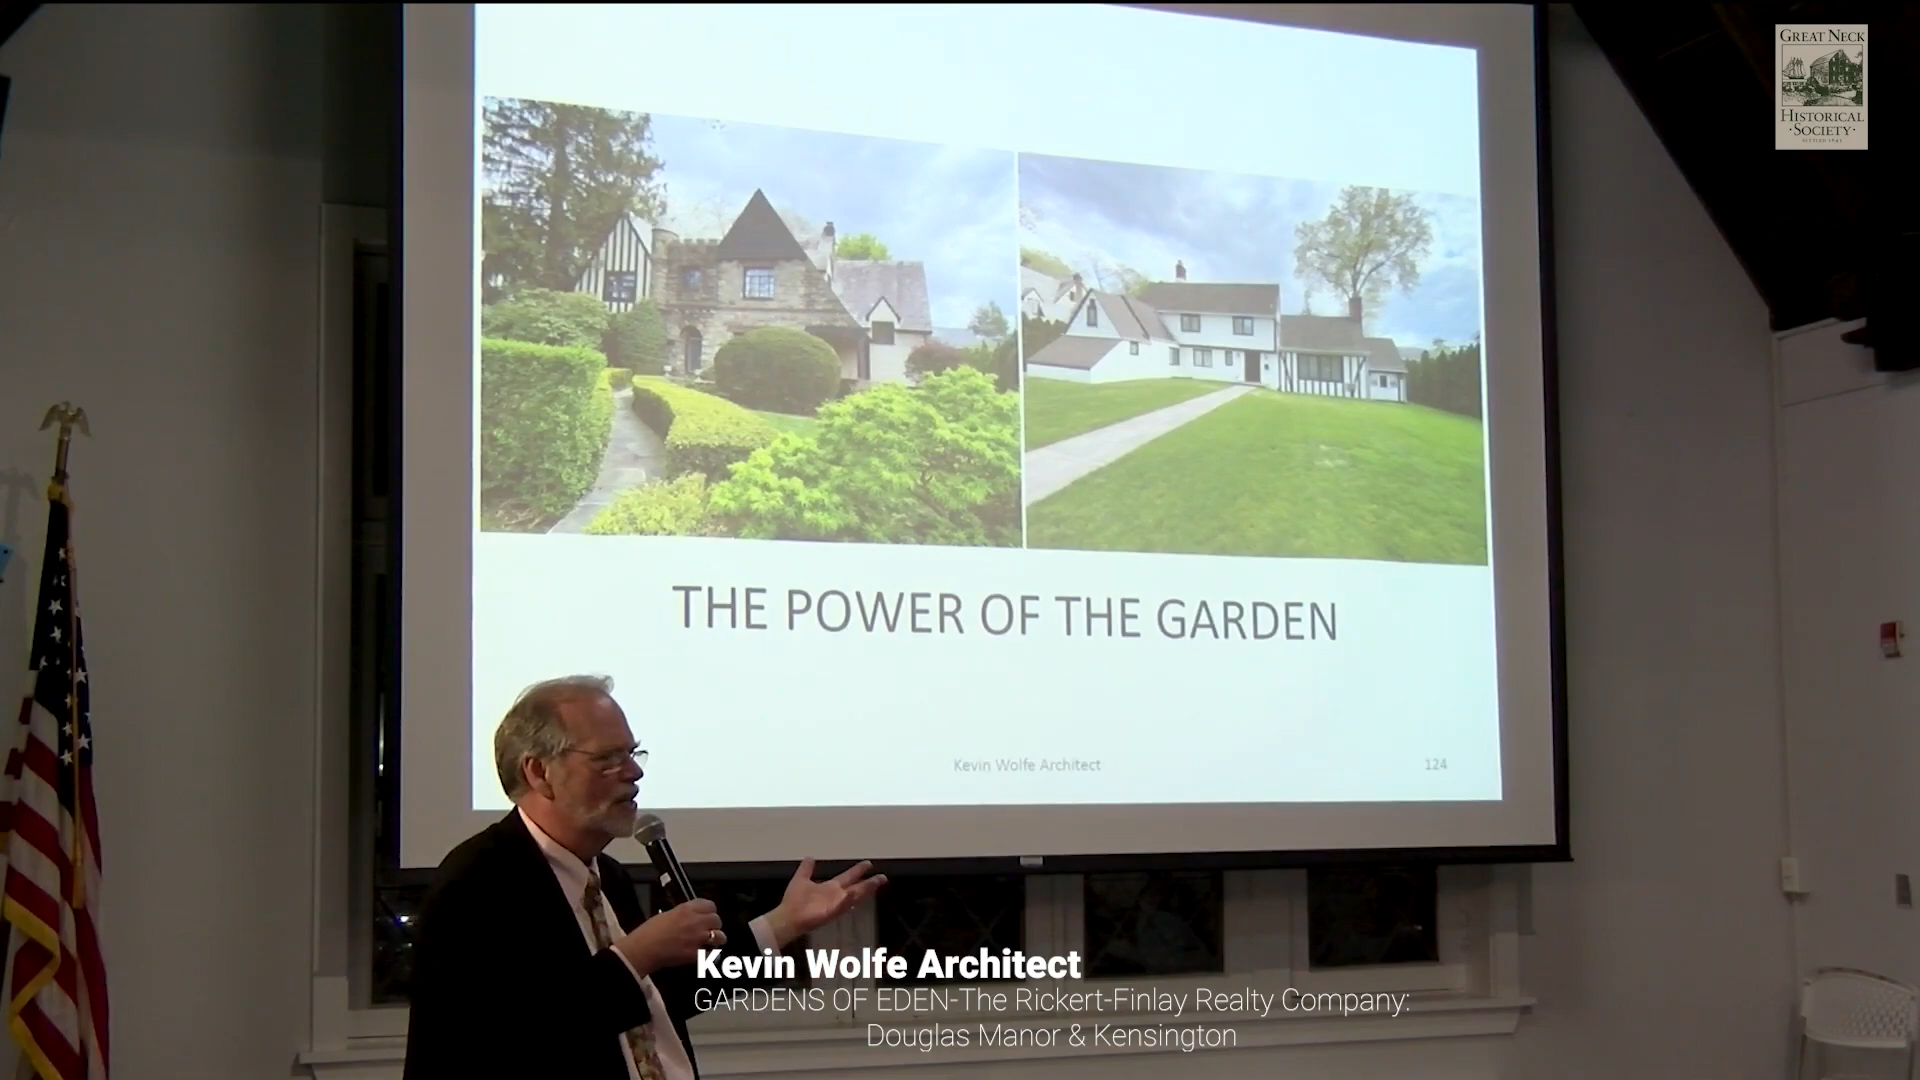 GREAT NECK
HISTORICAL
·SOCIETY·
THE POWER OF THE GARDEN
Kevin Wolfe Architect
124
Kevin Wolfe Architect
GARDENS OF EDEN-The Rickert-Finlay Realty Company:
Douglas Manor & Kensington